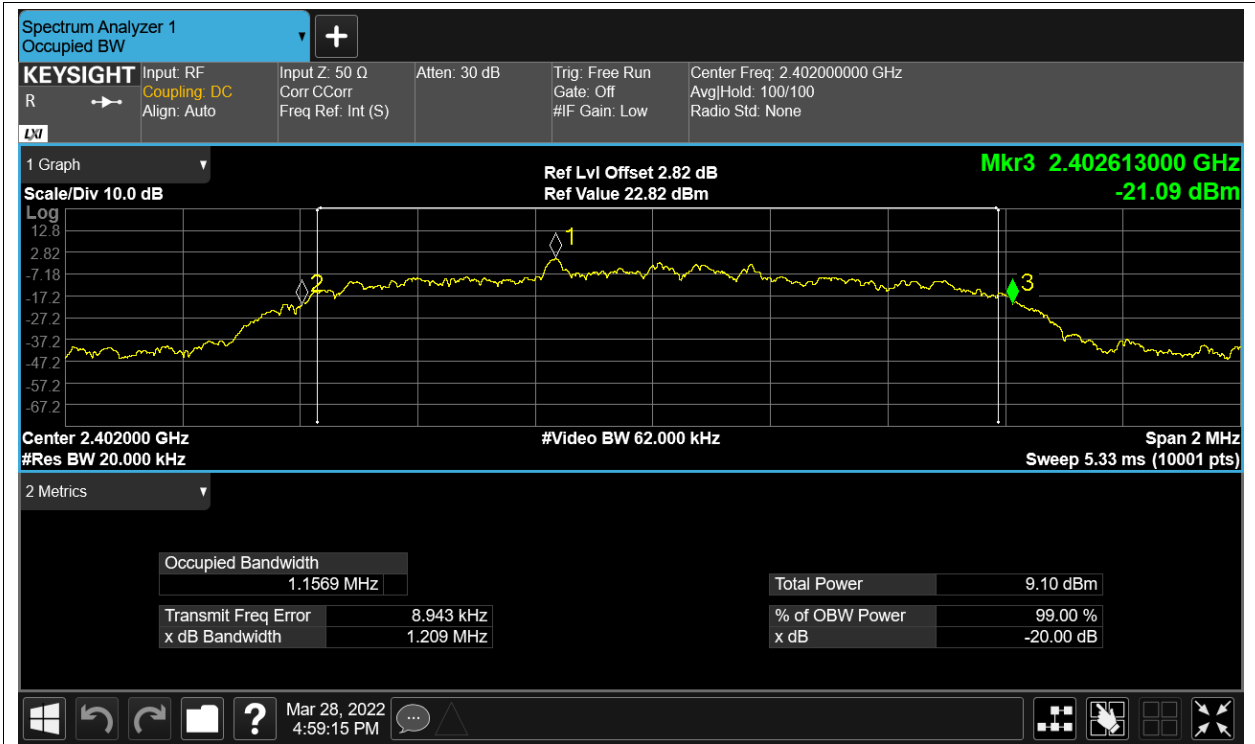 Spectrum Analyzer 1
Occupied BW
+
KEYSIGHT
R
LXI
Input: RF
Coupling: DC
Align: Auto
Input Z: 50 Ω
Corr CCorr
Freq Ref: Int (S)
Atten: 30 dB
Trig: Free Run
Gate: Off
#IF Gain: Low
Center Freq: 2.402000000 GHz
Avg|Hold: 100/100
Radio Std: None
1 Graph
Scale/Div 10.0 dB
Ref Lvl Offset 2.82 dB
Ref Value 22.82 dBm
Mkr3 2.402613000 GHz
-21.09 dBm
Log
12.8
2.82
-7.18
-17.2
-27.2
-37.2
-47.2
-57.2
-67.2
1
2
3
Center 2.402000 GHz
#Res BW 20.000 kHz
#Video BW 62.000 kHz
Span 2 MHz
Sweep 5.33 ms (10001 pts)
2 Metrics
Occupied Bandwidth
1.1569 MHz
Transmit Freq Error 8.943 kHz
x dB Bandwidth 1.209 MHz
Total Power 9.10 dBm
% of OBW Power 99.00 %
x dB -20.00 dB
?
Mar 28, 2022
4:59:15 PM